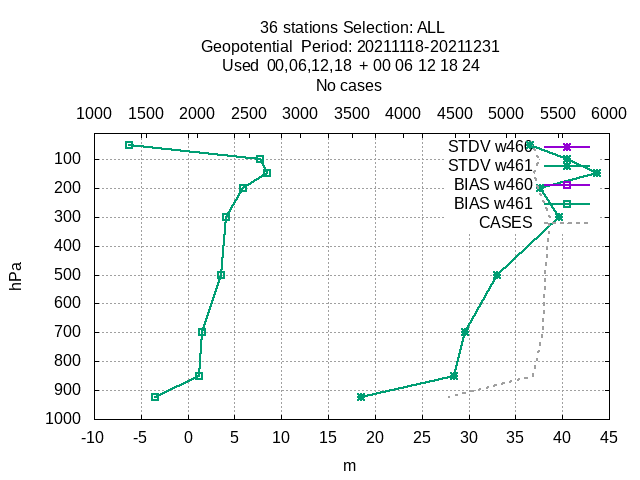 36 stations Selection: ALL
Geopotential Period: 20211118-20211231
Used 00,06,12,18 + 00 06 12 18 24
No cases
1000 1500 2000 2500 3000 3500 4000 4500 5000 5500 6000
STDV w460
100
STDV w461
200
BIAS w460
BIAS w461
300
CASES
400
hPa
500
600
700
800
900
1000
-10 -5 0 5 10 15 20 25 30 35 40 45
m